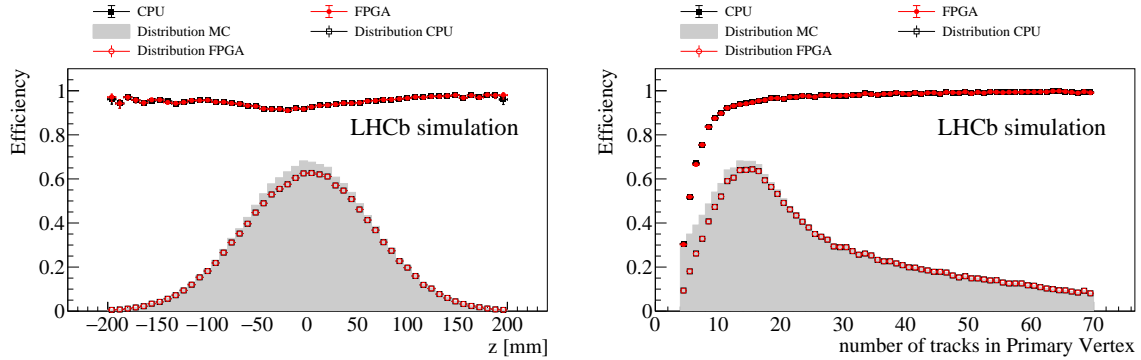 CPU FPGA
Distribution MC Distribution CPU
Distribution FPGA
Efficiency
1
0.8
0.6
0.4
0.2
0
LHCb simulation
−200 −150 −100 −50 0 50 100 150 200
z [mm]
CPU FPGA
Distribution MC Distribution CPU
Distribution FPGA
Efficiency
1
0.8
0.6
0.4
0.2
0
LHCb simulation
0 10 20 30 40 50 60 70
number of tracks in Primary Vertex